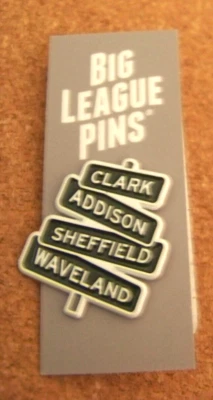 BIG
LEAGUE
PINS®
CLARK
ADDISON
SHEFFIELD
WAVELAND